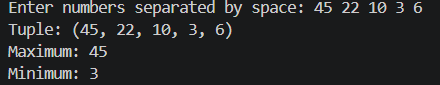 Enter numbers separated by space: 45 22 10 3 6
Tuple: (45, 22, 10, 3, 6)
Maximum: 45
Minimum: 3